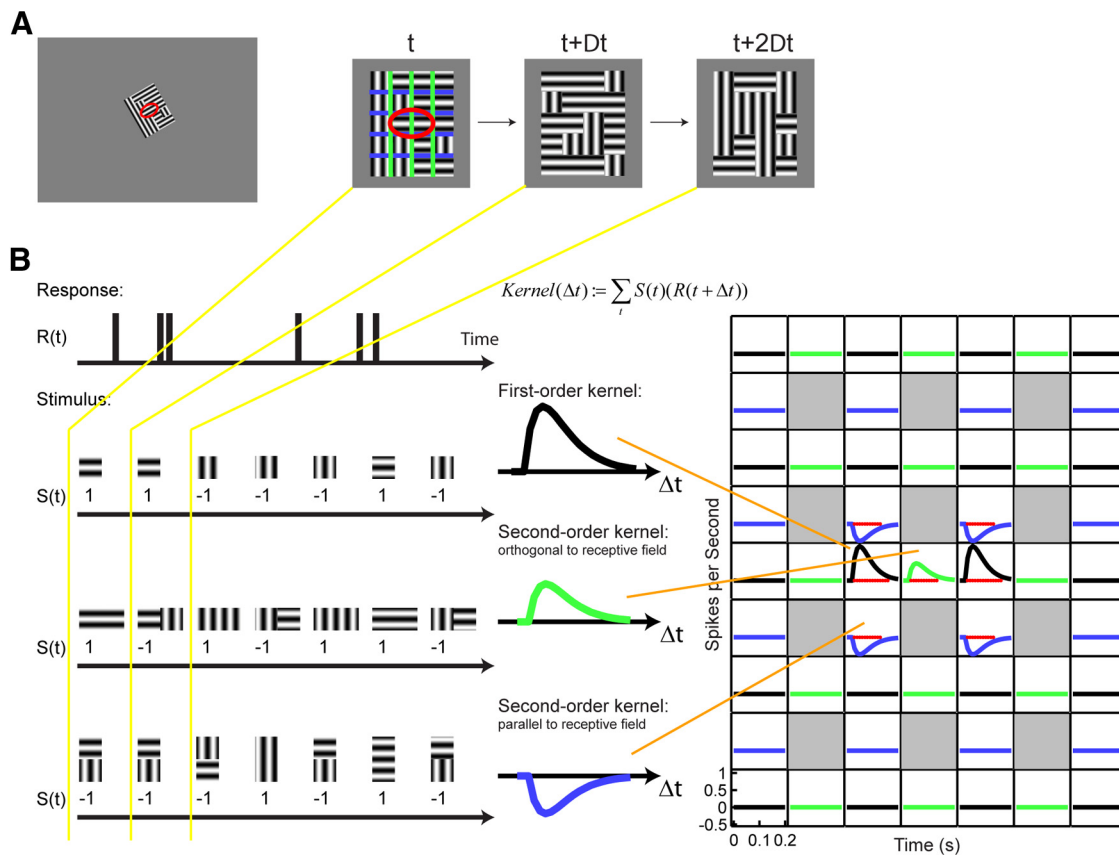 A
t
t+Dt
t+2Dt
B
Response:
Kernel(Δt):=∑S(t)(R(t+Δt))
t
R(t)
Time
Stimulus:
First-order kernel:
Δt
S(t) 1 1 -1 -1 -1 1 -1
Second-order kernel:
orthogonal to receptive field
Δt
S(t) 1 -1 1 -1 1 1 -1
Second-order kernel:
parallel to receptive field
Δt
S(t) -1 -1 -1 1 -1 1 -1
Spikes per Second
1
0.5
0
-0.5
0 0.1 0.2
Time (s)